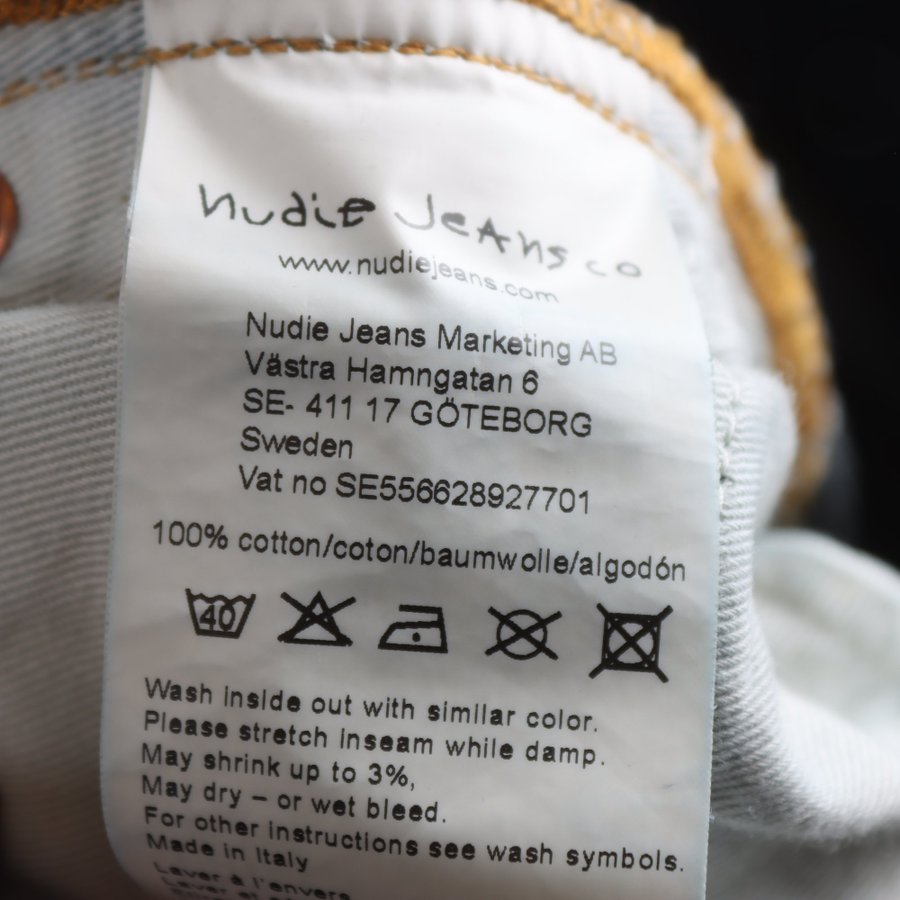 nudie Jeans co
www.nudiejeans.com
Nudie Jeans Marketing AB
Västra Hamngatan 6
SE- 411 17 GÖTEBORG
Sweden
Vat no SE556628927701
100% cotton/coton/baumwolle/algodón
40
Wash inside out with similar color.
Please stretch inseam while damp.
May shrink up to 3%,
May dry – or wet bleed.
For other instructions see wash symbols.
Made in Italy
Laver à l'envers